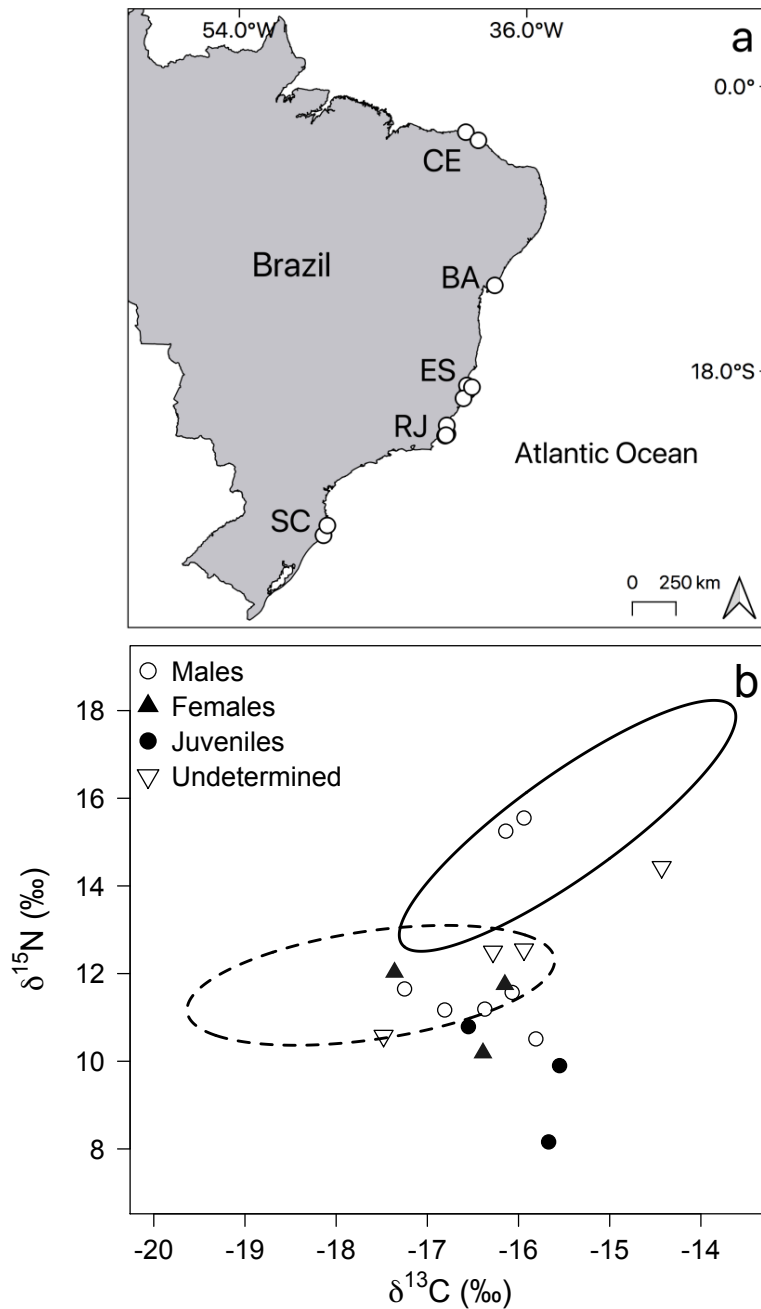 54.0°W 36.0°W a
0.0°
CE
Brazil
BA
ES
18.0°S
RJ
Atlantic Ocean
SC
0 250 km
b
Males
Females
Juveniles
Undetermined
18
16
14
12
10
8
δ15N (‰)
-20 -19 -18 -17 -16 -15 -14
δ13C (‰)